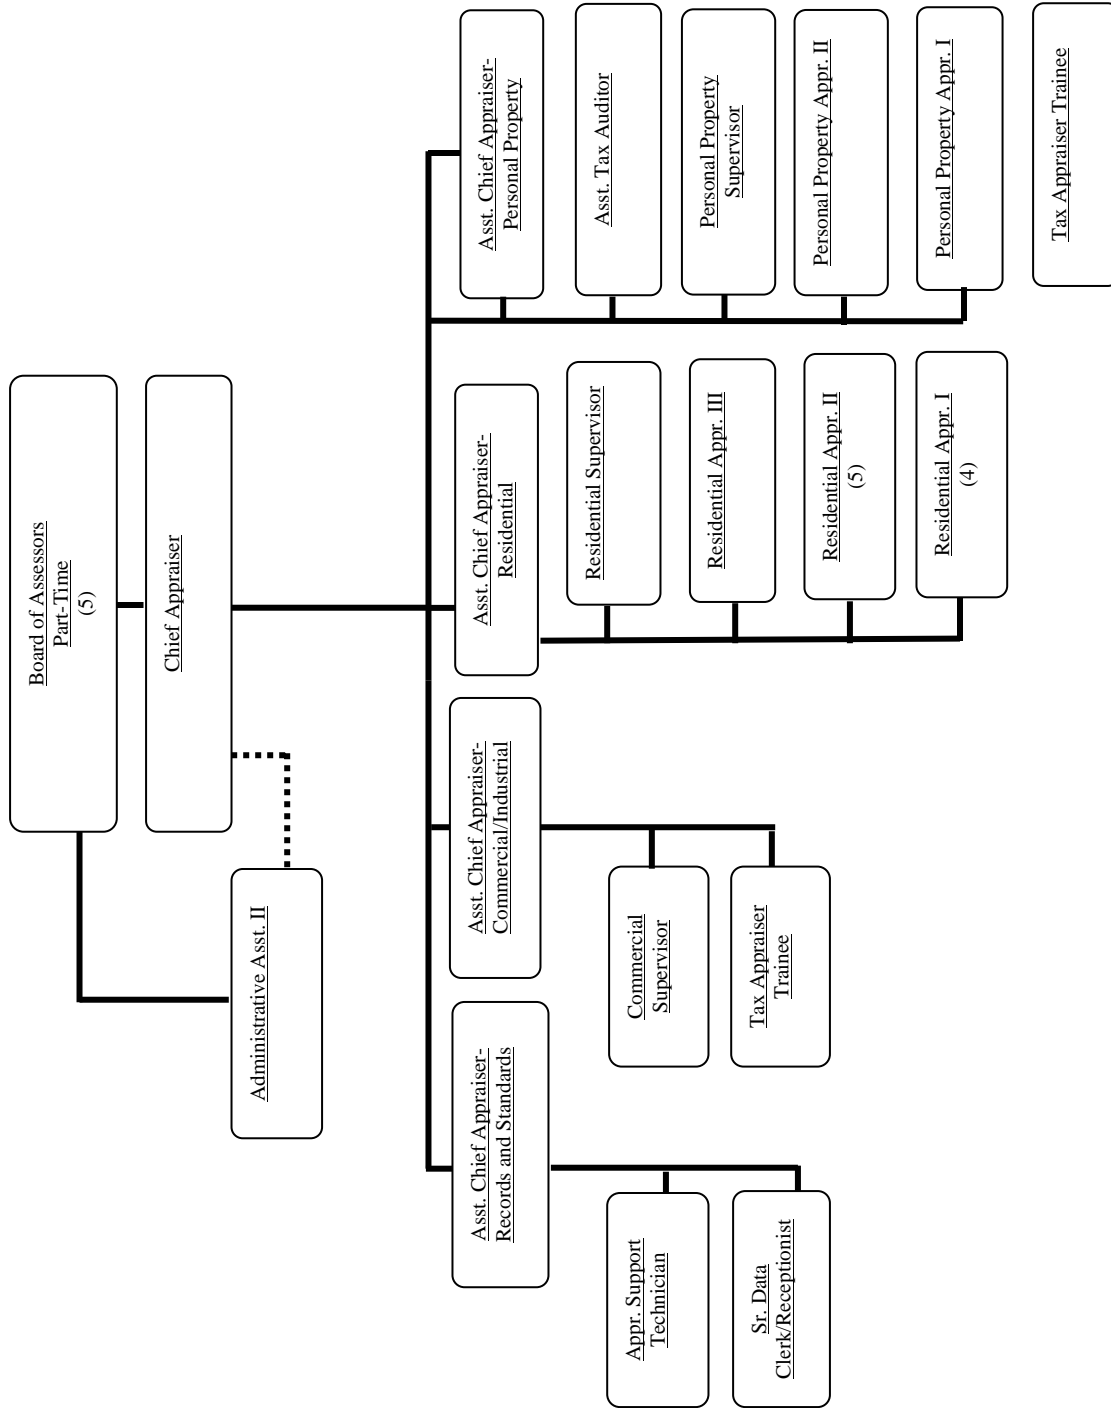 Board of Assessors
Part-Time
(5)
Chief Appraiser
Administrative Asst. II
Asst. Chief Appraiser-
Records and Standards
Appr. Support
Technician
Sr. Data
Clerk/Receptionist
Asst. Chief Appraiser-
Commercial/Industrial
Commercial
Supervisor
Tax Appraiser
Trainee
Asst. Chief Appraiser-
Residential
Residential Supervisor
Residential Appr. III
Residential Appr. II
(5)
Residential Appr. I
(4)
Asst. Chief Appraiser-
Personal Property
Asst. Tax Auditor
Personal Property
Supervisor
Personal Property Appr. II
Personal Property Appr. I
Tax Appraiser Trainee